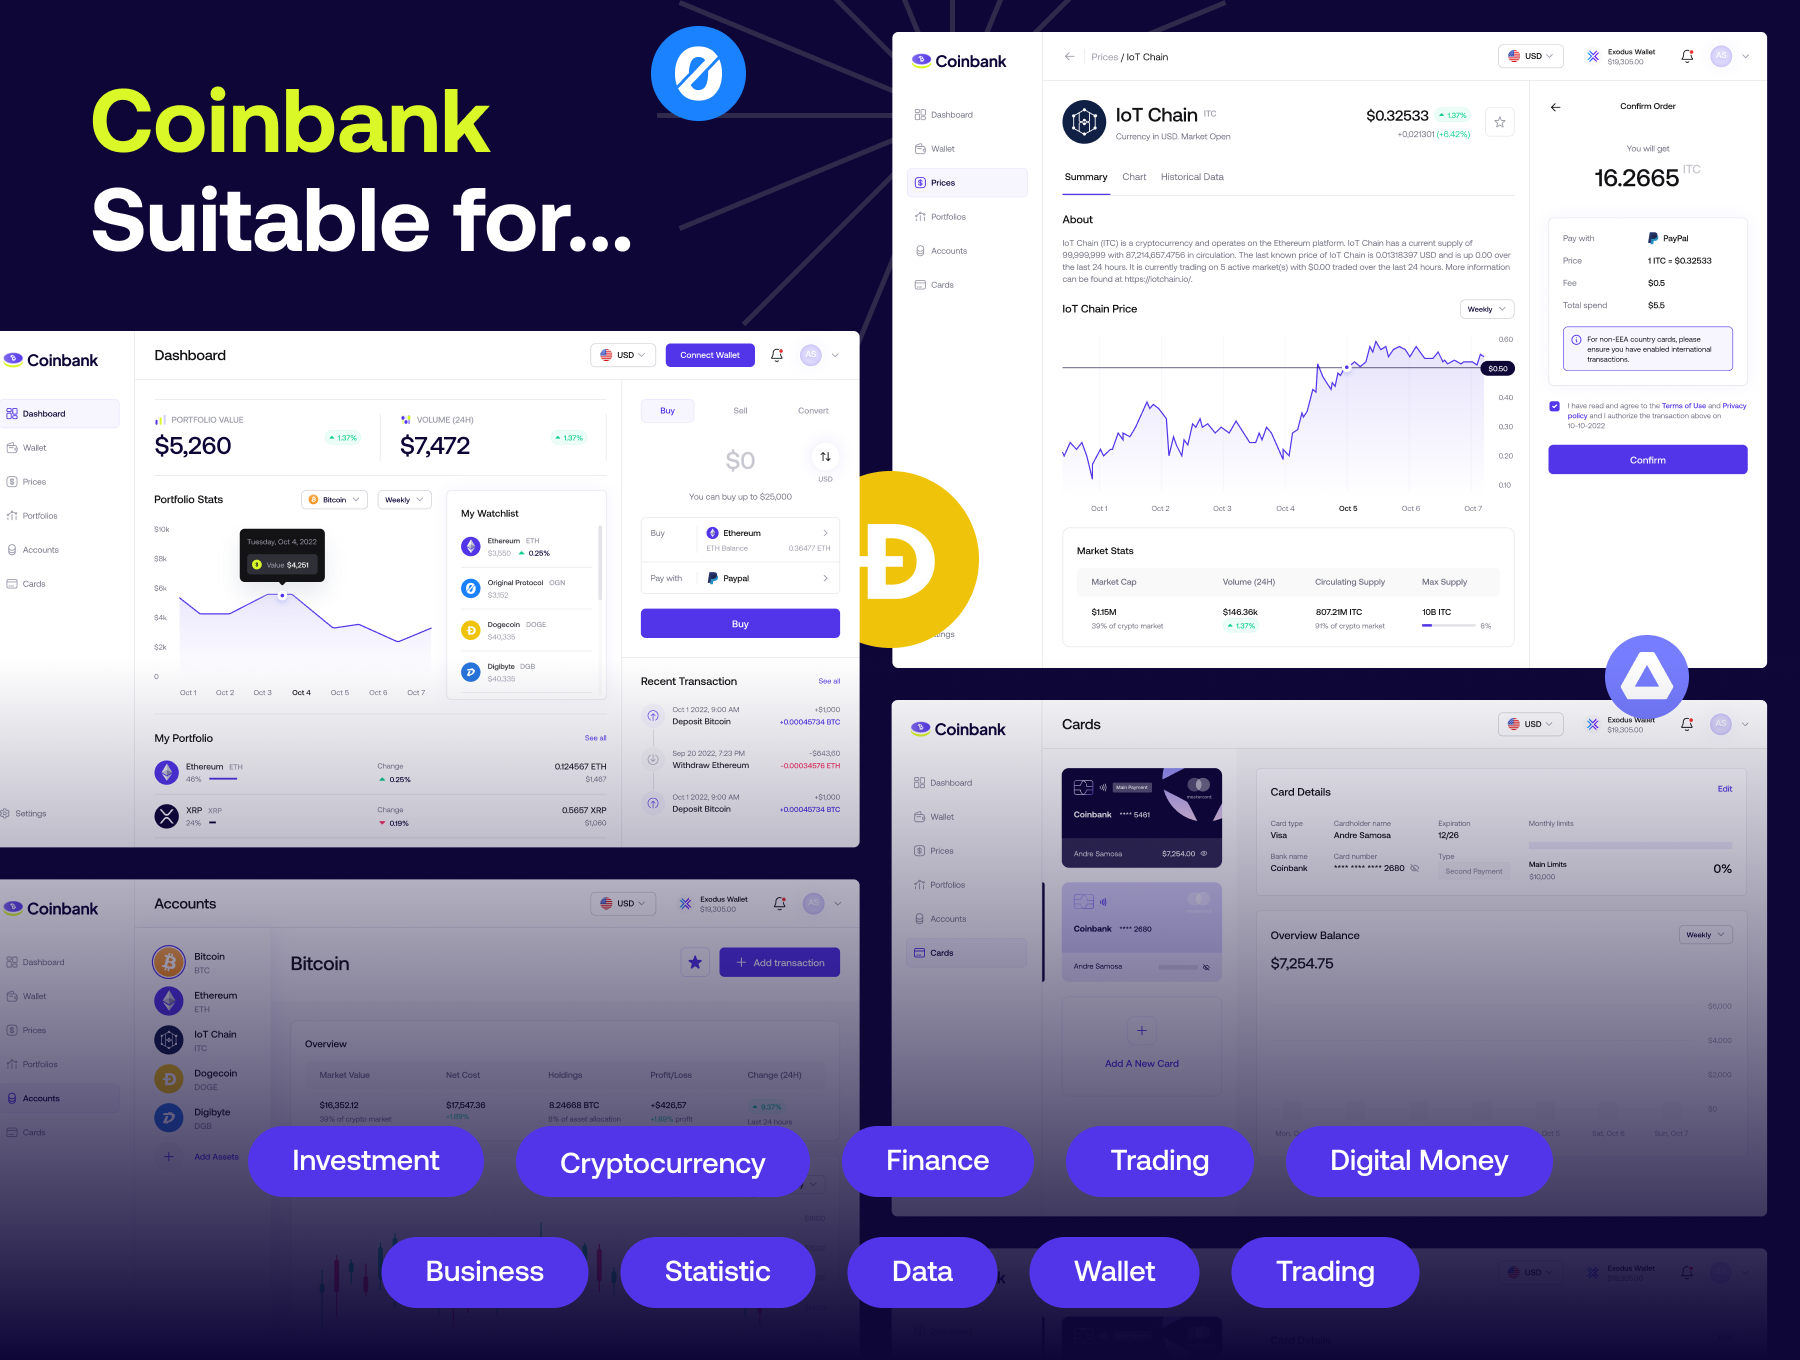 Coinbank
Suitable for...
Coinbank
Dashboard
Wallet
Prices
Portfolios
Accounts
Cards
Prices / IoT Chain
USD
Exodus Wallet
$19,305.00
AS
IoT Chain ITC
Currency in USD. Market Open
$0.32533 1.37%
+0,021301 (+6.42%)
Summary Chart Historical Data
About
IoT Chain (ITC) is a cryptocurrency and operates on the Ethereum platform. IoT Chain has a current supply of
99,999,999 with 87,214,657.4756 in circulation. The last known price of IoT Chain is 0.01318397 USD and is up 0.00 over
the last 24 hours. It is currently trading on 5 active market(s) with $0.00 traded over the last 24 hours. More information
can be found at https://iotchain.io/.
IoT Chain Price
Weekly
0.60
$0.50
0.40
0.30
0.20
0.10
Oct 1 Oct 2 Oct 3 Oct 4 Oct 5 Oct 6 Oct 7
Market Stats
Market Cap Volume (24H) Circulating Supply Max Supply
$1.15M $146.36k 807.21M ITC 10B ITC
39% of crypto market 1.37% 91% of crypto market 8%
Confirm Order
You will get
16.2665 ITC
Pay with PayPal
Price 1 ITC = $0.32533
Fee $0.5
Total spend $5.5
For non-EEA country cards, please
ensure you have enabled international
transactions.
I have read and agree to the Terms of Use and Privacy
policy and I authorize the transaction above on
10-10-2022
Confirm
Coinbank
Dashboard
Wallet
Prices
Portfolios
Accounts
Cards
Settings
Dashboard
USD
Connect Wallet
AS
PORTFOLIO VALUE
$5,260
1.37%
VOLUME (24H)
$7,472
1.37%
Portfolio Stats
Bitcoin
Weekly
$10k
$8k
$6k
$4k
$2k
0
Tuesday, Oct 4, 2022
Value $4,251
Oct 1 Oct 2 Oct 3 Oct 4 Oct 5 Oct 6 Oct 7
My Watchlist
Ethereum ETH
$3,550 0.25%
Original Protocol OGN
$3,152
Dogecoin DOGE
$40,335
Digibyte DGB
$40,335
My Portfolio See all
Ethereum ETH Change 0.124567 ETH
46% 0.25% $1,467
XRP XRP Change 0.5657 XRP
24% 0.19% $1,060
Buy Sell Convert
$0
USD
You can buy up to $25,000
Buy Ethereum
ETH Balance 0.36477 ETH
Pay with Paypal
Buy
Recent Transaction See all
Oct 1 2022, 9:00 AM +$1,000
Deposit Bitcoin +0.00045734 BTC
Sep 20 2022, 7:23 PM -$643,60
Withdraw Ethereum -0.00034576 ETH
Oct 1 2022, 9:00 AM +$1,000
Deposit Bitcoin +0.00045734 BTC
Coinbank
Dashboard
Wallet
Prices
Portfolios
Accounts
Cards
Cards
USD
Exodus Wallet
$19,305.00
AS
Main Payment
mastercard
Coinbank **** 5461
Andre Samosa $7,254.00
Coinbank **** 2680
Andre Samosa
Add A New Card
Card Details Edit
Card type Cardholder name Expiration Monthly limits
Visa Andre Samosa 12/26
Bank name Card number Type
Coinbank **** **** **** 2680 Second Payment
Main Limits
$10,000
0%
Overview Balance
Weekly
$7,254.75
$6,000
$4,000
$2,000
$0
Oct 5 Sat, Oct 6 Sun, Oct 7
Coinbank
Dashboard
Wallet
Prices
Portfolios
Accounts
Cards
Accounts
USD
Exodus Wallet
$19,305.00
AS
Bitcoin
BTC
Ethereum
ETH
IoT Chain
ITC
Dogecoin
DOGE
Digibyte
DGB
Add Assets
Bitcoin
Add transaction
Overview
Market Value Net Cost Holdings Profit/Loss Change (24H)
$16,352.12 $17,547.36 8.24668 BTC +$426,57 9.37%
39% of crypto market +1.89% 8% of asset allocation +1.82% profit Last 24 hours
Investment
Cryptocurrency
Finance
Trading
Digital Money
Business
Statistic
Data
Wallet
Trading
USD
Exodus Wallet
Coinbank